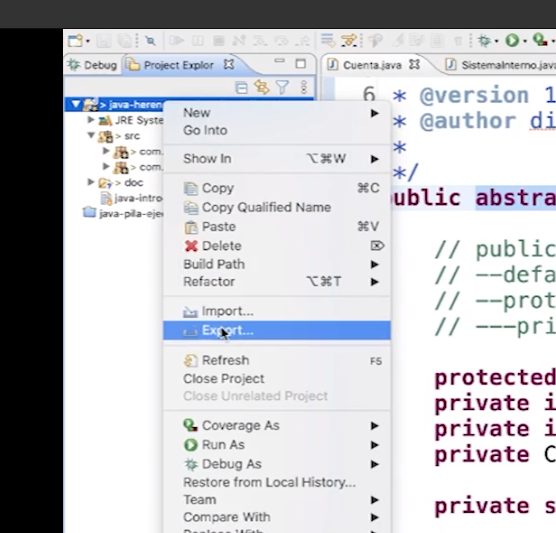 Debug Project Explor
Cuenta.java SistemaInterno.java
> java-heren
JRE Syste
> src
> com.
> com.
> doc
java-intro
java-pila-eje
New
Go Into
Show In ⌥⌘W
Copy ⌘C
Copy Qualified Name
Paste ⌘V
Delete ⌦
Build Path
Refactor ⌥⌘T
Import...
Export...
Refresh F5
Close Project
Close Unrelated Project
Coverage As
Run As
Debug As
Restore from Local History...
Team
Compare With
Replace With
6 * @version 1
* @author di
*
*/
public abstra
// public
// --defa
// --prot
// ---pri
protected
private i
private i
private C
private s